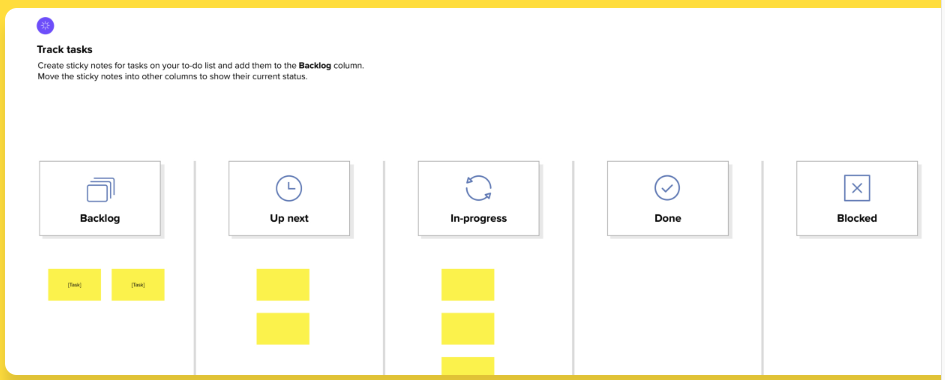 Track tasks
Create sticky notes for tasks on your to-do list and add them to the Backlog column.
Move the sticky notes into other columns to show their current status.
Backlog
Up next
In-progress
Done
Blocked
[Task]
[Task]